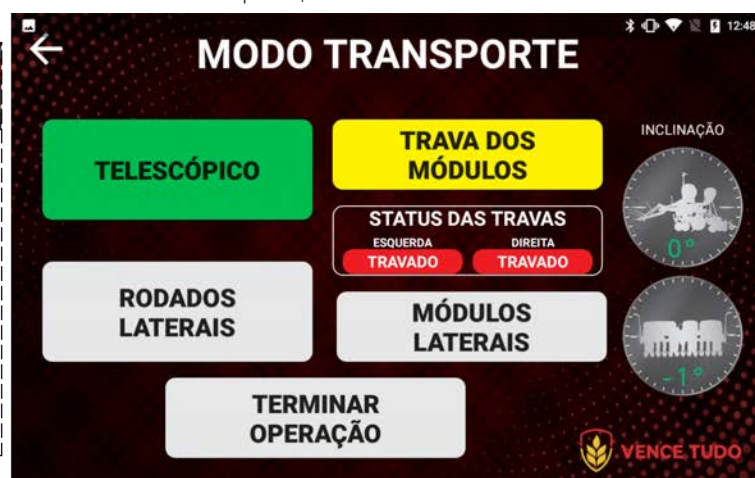 12:48
MODO TRANSPORTE
TELESCÓPICO
TRAVA DOS
MÓDULOS
INCLINAÇÃO
STATUS DAS TRAVAS
ESQUERDA DIREITA
TRAVADO TRAVADO
0°
RODADOS
LATERAIS
MÓDULOS
LATERAIS
-1°
TERMINAR
OPERAÇÃO
VENCE TUDO